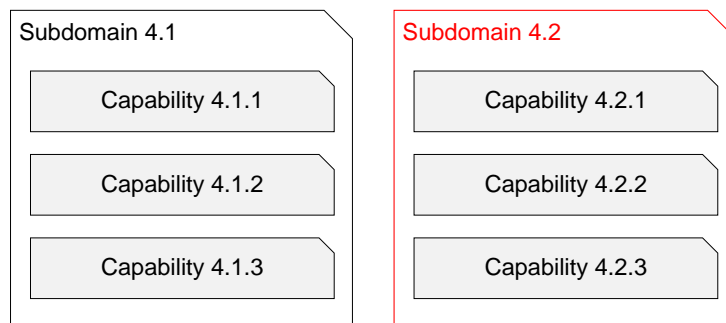 Subdomain 4.1
Capability 4.1.1
Capability 4.1.2
Capability 4.1.3
Subdomain 4.2
Capability 4.2.1
Capability 4.2.2
Capability 4.2.3